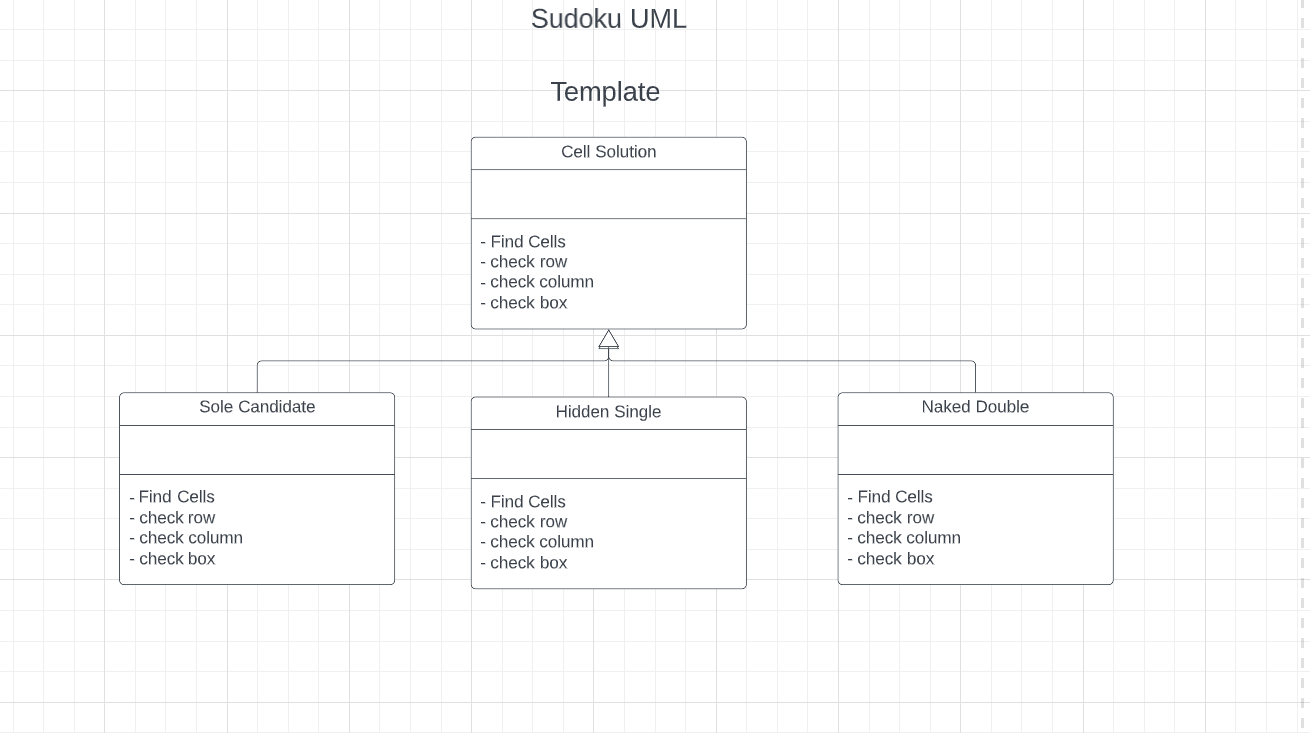 Sudoku UML
Template
Cell Solution
- Find Cells
- check row
- check column
- check box
Sole Candidate
- Find Cells
- check row
- check column
- check box
Hidden Single
- Find Cells
- check row
- check column
- check box
Naked Double
- Find Cells
- check row
- check column
- check box